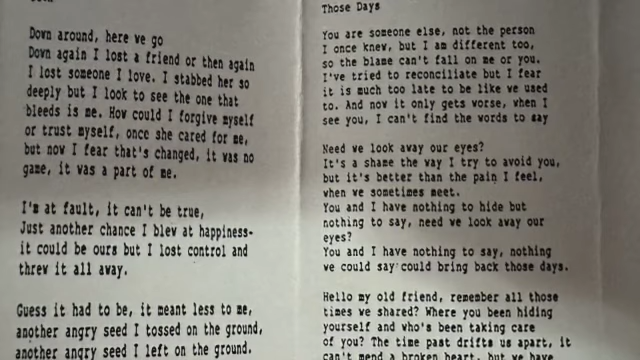 Down around, here we go
Down again I lost a friend or then again
I lost someone I love. I stabbed her so
deeply but I look to see the one that
bleeds is me. How could I forgive myself
or trust myself, once she cared for me,
but now I fear that's changed, it was no
game, it was a part of me.
I'm at fault, it can't be true,
Just another chance I blew at happiness-
it could be ours but I lost control and
threw it all away.
Guess it had to be, it meant less to me,
another angry seed I tossed on the ground,
another angry seed I left on the ground.
Those Days
You are someone else, not the person
I once knew, but I am different too,
so the blame can't fall on me or you.
I've tried to reconciliate but I fear
it is much too late to be like we used
to. And now it only gets worse, when I
see you, I can't find the words to say
Need we look away our eyes?
It's a shame the way I try to avoid you,
but it's better than the pain I feel,
when we sometimes meet.
You and I have nothing to hide but
nothing to say, need we look away our
eyes?
You and I have nothing to say, nothing
we could say could bring back those days.
Hello my old friend, remember all those
times we shared? Where you been hiding
yourself and who's been taking care
of you? The time past drifts us apart, it
can't mend a broken heart, but we have